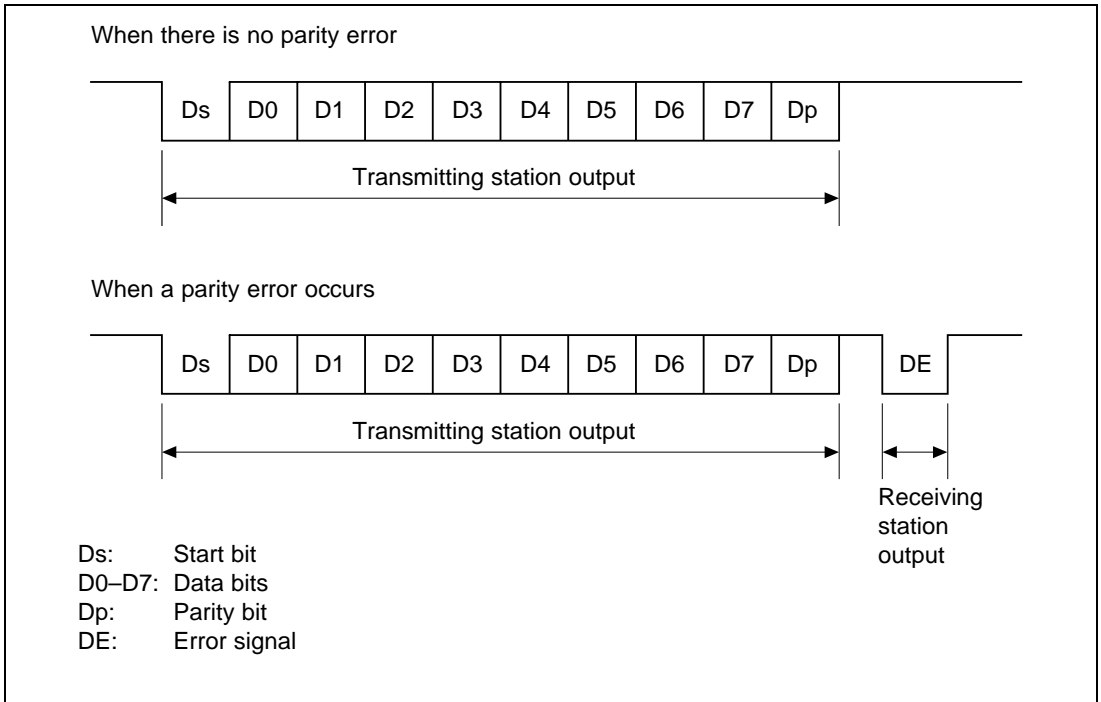 When there is no parity error
Ds D0 D1 D2 D3 D4 D5 D6 D7 Dp
Transmitting station output
When a parity error occurs
Ds D0 D1 D2 D3 D4 D5 D6 D7 Dp DE
Transmitting station output
Receiving
station
output
Ds: Start bit
D0–D7: Data bits
Dp: Parity bit
DE: Error signal